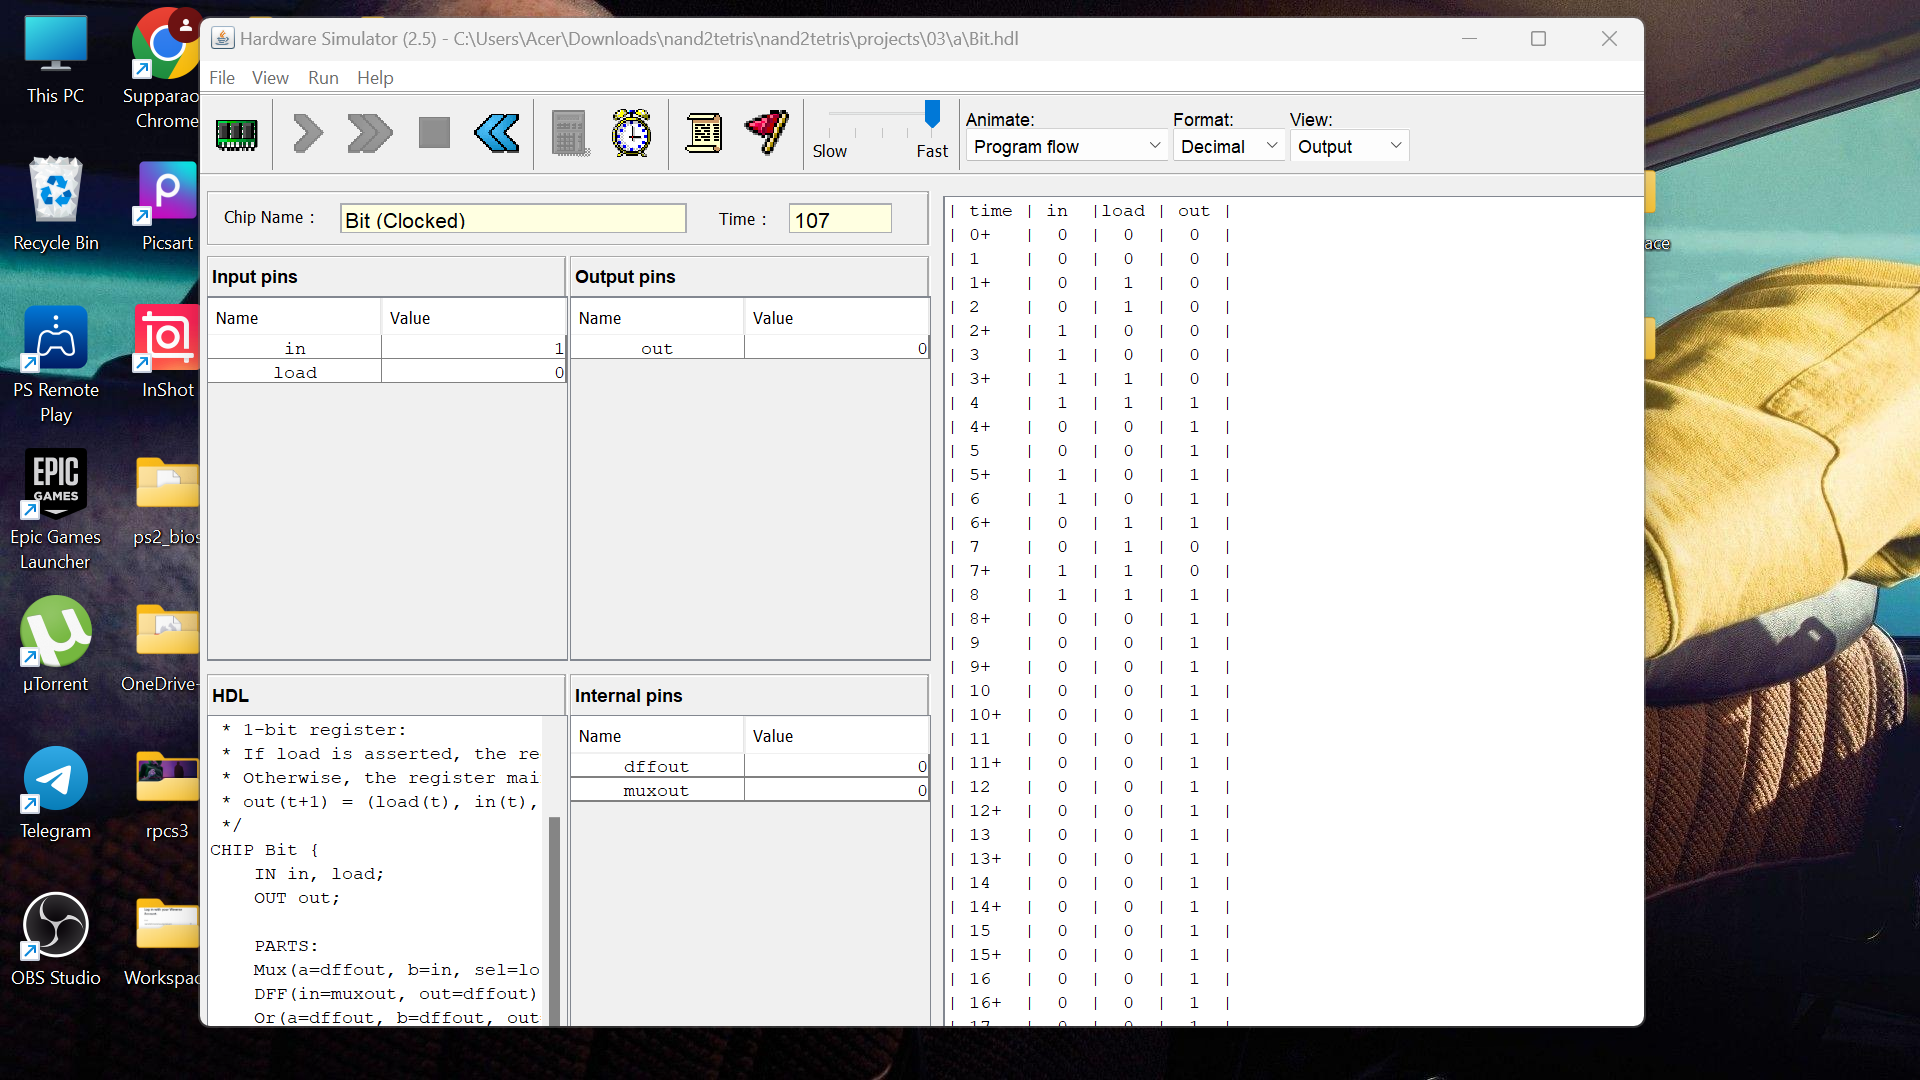 Hardware Simulator (2.5) - C:\Users\Acer\Downloads\nand2tetris\nand2tetris\projects\03\a\Bit.hdl
File View Run Help
Slow Fast
Animate: Format: View:
Program flow Decimal Output
Chip Name : Bit (Clocked) Time : 107
Input pins
Name Value
in 1
load 0
Output pins
Name Value
out 0
HDL
* 1-bit register:
* If load is asserted, the re
* Otherwise, the register mai
* out(t+1) = (load(t), in(t),
*/
CHIP Bit {
IN in, load;
OUT out;
PARTS:
Mux(a=dffout, b=in, sel=lo
DFF(in=muxout, out=dffout)
Or(a=dffout, b=dffout, out
Internal pins
Name Value
dffout 0
muxout 0
| time | in |load | out |
| 0+ | 0 | 0 | 0 |
| 1 | 0 | 0 | 0 |
| 1+ | 0 | 1 | 0 |
| 2 | 0 | 1 | 0 |
| 2+ | 1 | 0 | 0 |
| 3 | 1 | 0 | 0 |
| 3+ | 1 | 1 | 0 |
| 4 | 1 | 1 | 1 |
| 4+ | 0 | 0 | 1 |
| 5 | 0 | 0 | 1 |
| 5+ | 1 | 0 | 1 |
| 6 | 1 | 0 | 1 |
| 6+ | 0 | 1 | 1 |
| 7 | 0 | 1 | 0 |
| 7+ | 1 | 1 | 0 |
| 8 | 1 | 1 | 1 |
| 8+ | 0 | 0 | 1 |
| 9 | 0 | 0 | 1 |
| 9+ | 0 | 0 | 1 |
| 10 | 0 | 0 | 1 |
| 10+ | 0 | 0 | 1 |
| 11 | 0 | 0 | 1 |
| 11+ | 0 | 0 | 1 |
| 12 | 0 | 0 | 1 |
| 12+ | 0 | 0 | 1 |
| 13 | 0 | 0 | 1 |
| 13+ | 0 | 0 | 1 |
| 14 | 0 | 0 | 1 |
| 14+ | 0 | 0 | 1 |
| 15 | 0 | 0 | 1 |
| 15+ | 0 | 0 | 1 |
| 16 | 0 | 0 | 1 |
| 16+ | 0 | 0 | 1 |
| 17 | 0 | 0 | 1 |
This PC
Supparao
Chrome
Recycle Bin
Picsart
PS Remote
Play
InShot
EPIC
GAMES
Epic Games
Launcher
ps2_bios
µTorrent
OneDrive-
Telegram
rpcs3
OBS Studio
Workspac
ace